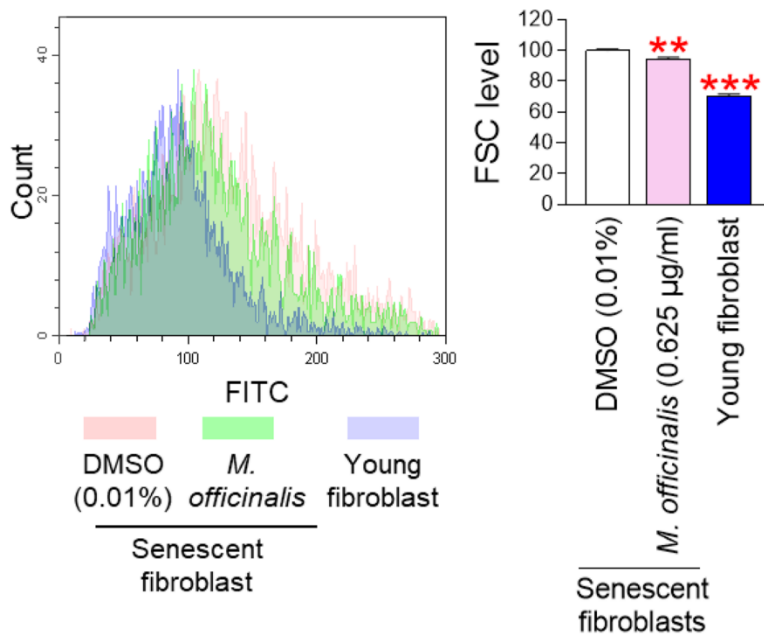 40
20
0
Count
0
100
200
300
FITC
DMSO
(0.01%)
M.
officinalis
Young
fibroblast
Senescent
fibroblast
120
100
80
60
40
20
0
FSC level
**
***
DMSO (0.01%)
M. officinalis (0.625 µg/ml)
Young fibroblast
Senescent
fibroblasts